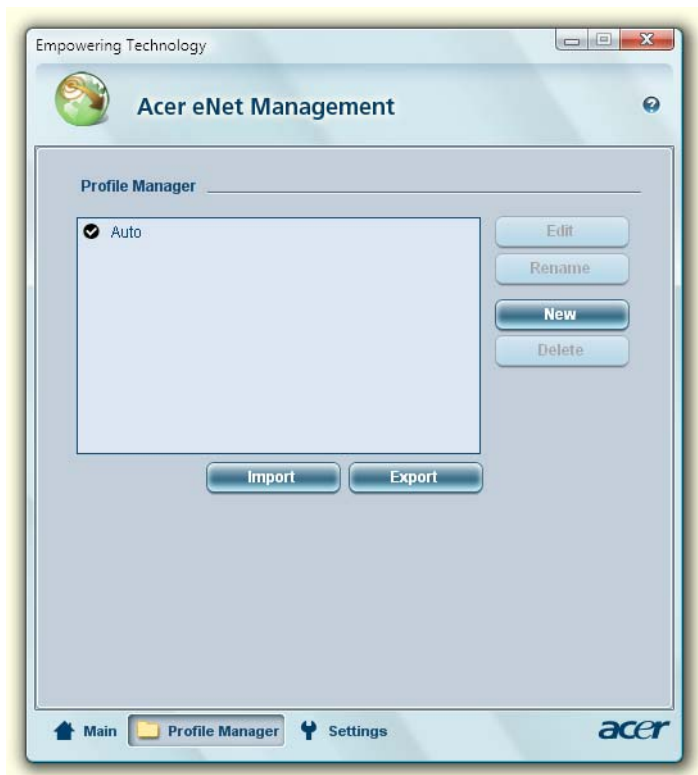 Empowering Technology
Acer eNet Management
Profile Manager
Auto
Edit
Rename
New
Delete
Import Export
Main Profile Manager Settings acer